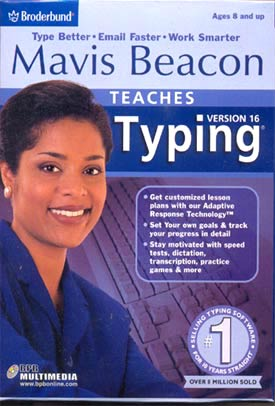 Brøderbund®
Ages 8 and up
Type Better • Email Faster • Work Smarter
Mavis Beacon
TEACHES
VERSION 16
Typing®
• Get customized lesson
plans with our Adaptive
Response Technology™
• Set Your own goals & track
your progress in detail
• Stay motivated with speed
tests, dictation,
transcription, practice
games & more
SELLING TYPING SOFTWARE
#1
FOR 18 YEARS STRAIGHT
OVER 8 MILLION SOLD
BPB
MULTIMEDIA
www.bpbonline.com